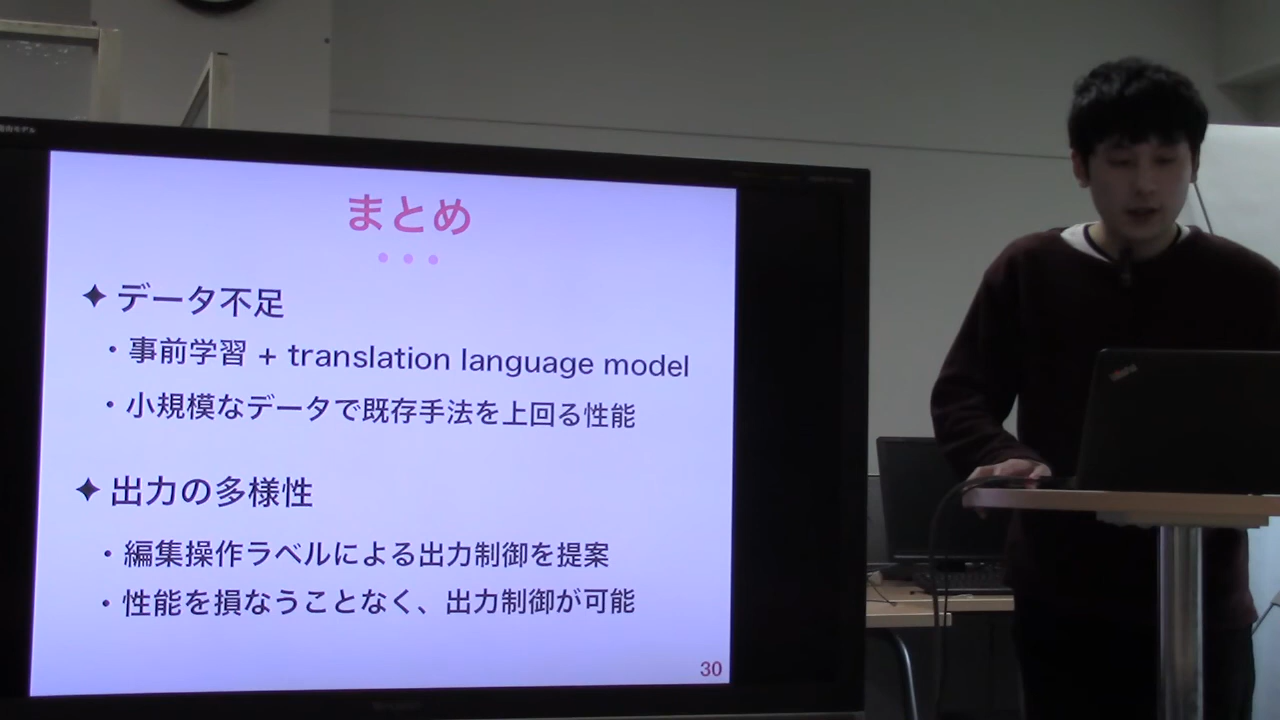 まとめ
データ不足
・事前学習 + translation language model
・小規模なデータで既存手法を上回る性能
出力の多様性
・編集操作ラベルによる出力制御を提案
・性能を損なうことなく、出力制御が可能
30
ThinkPad